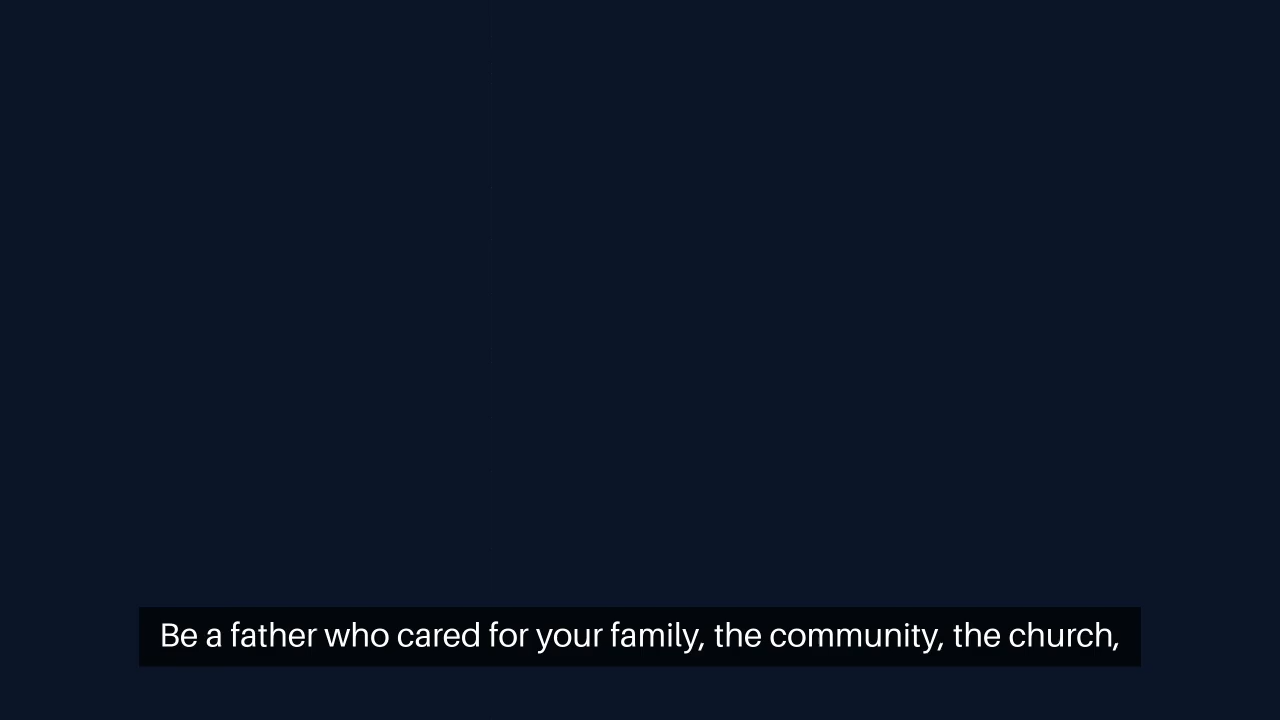 Be a father who cared for your family, the community, the church,